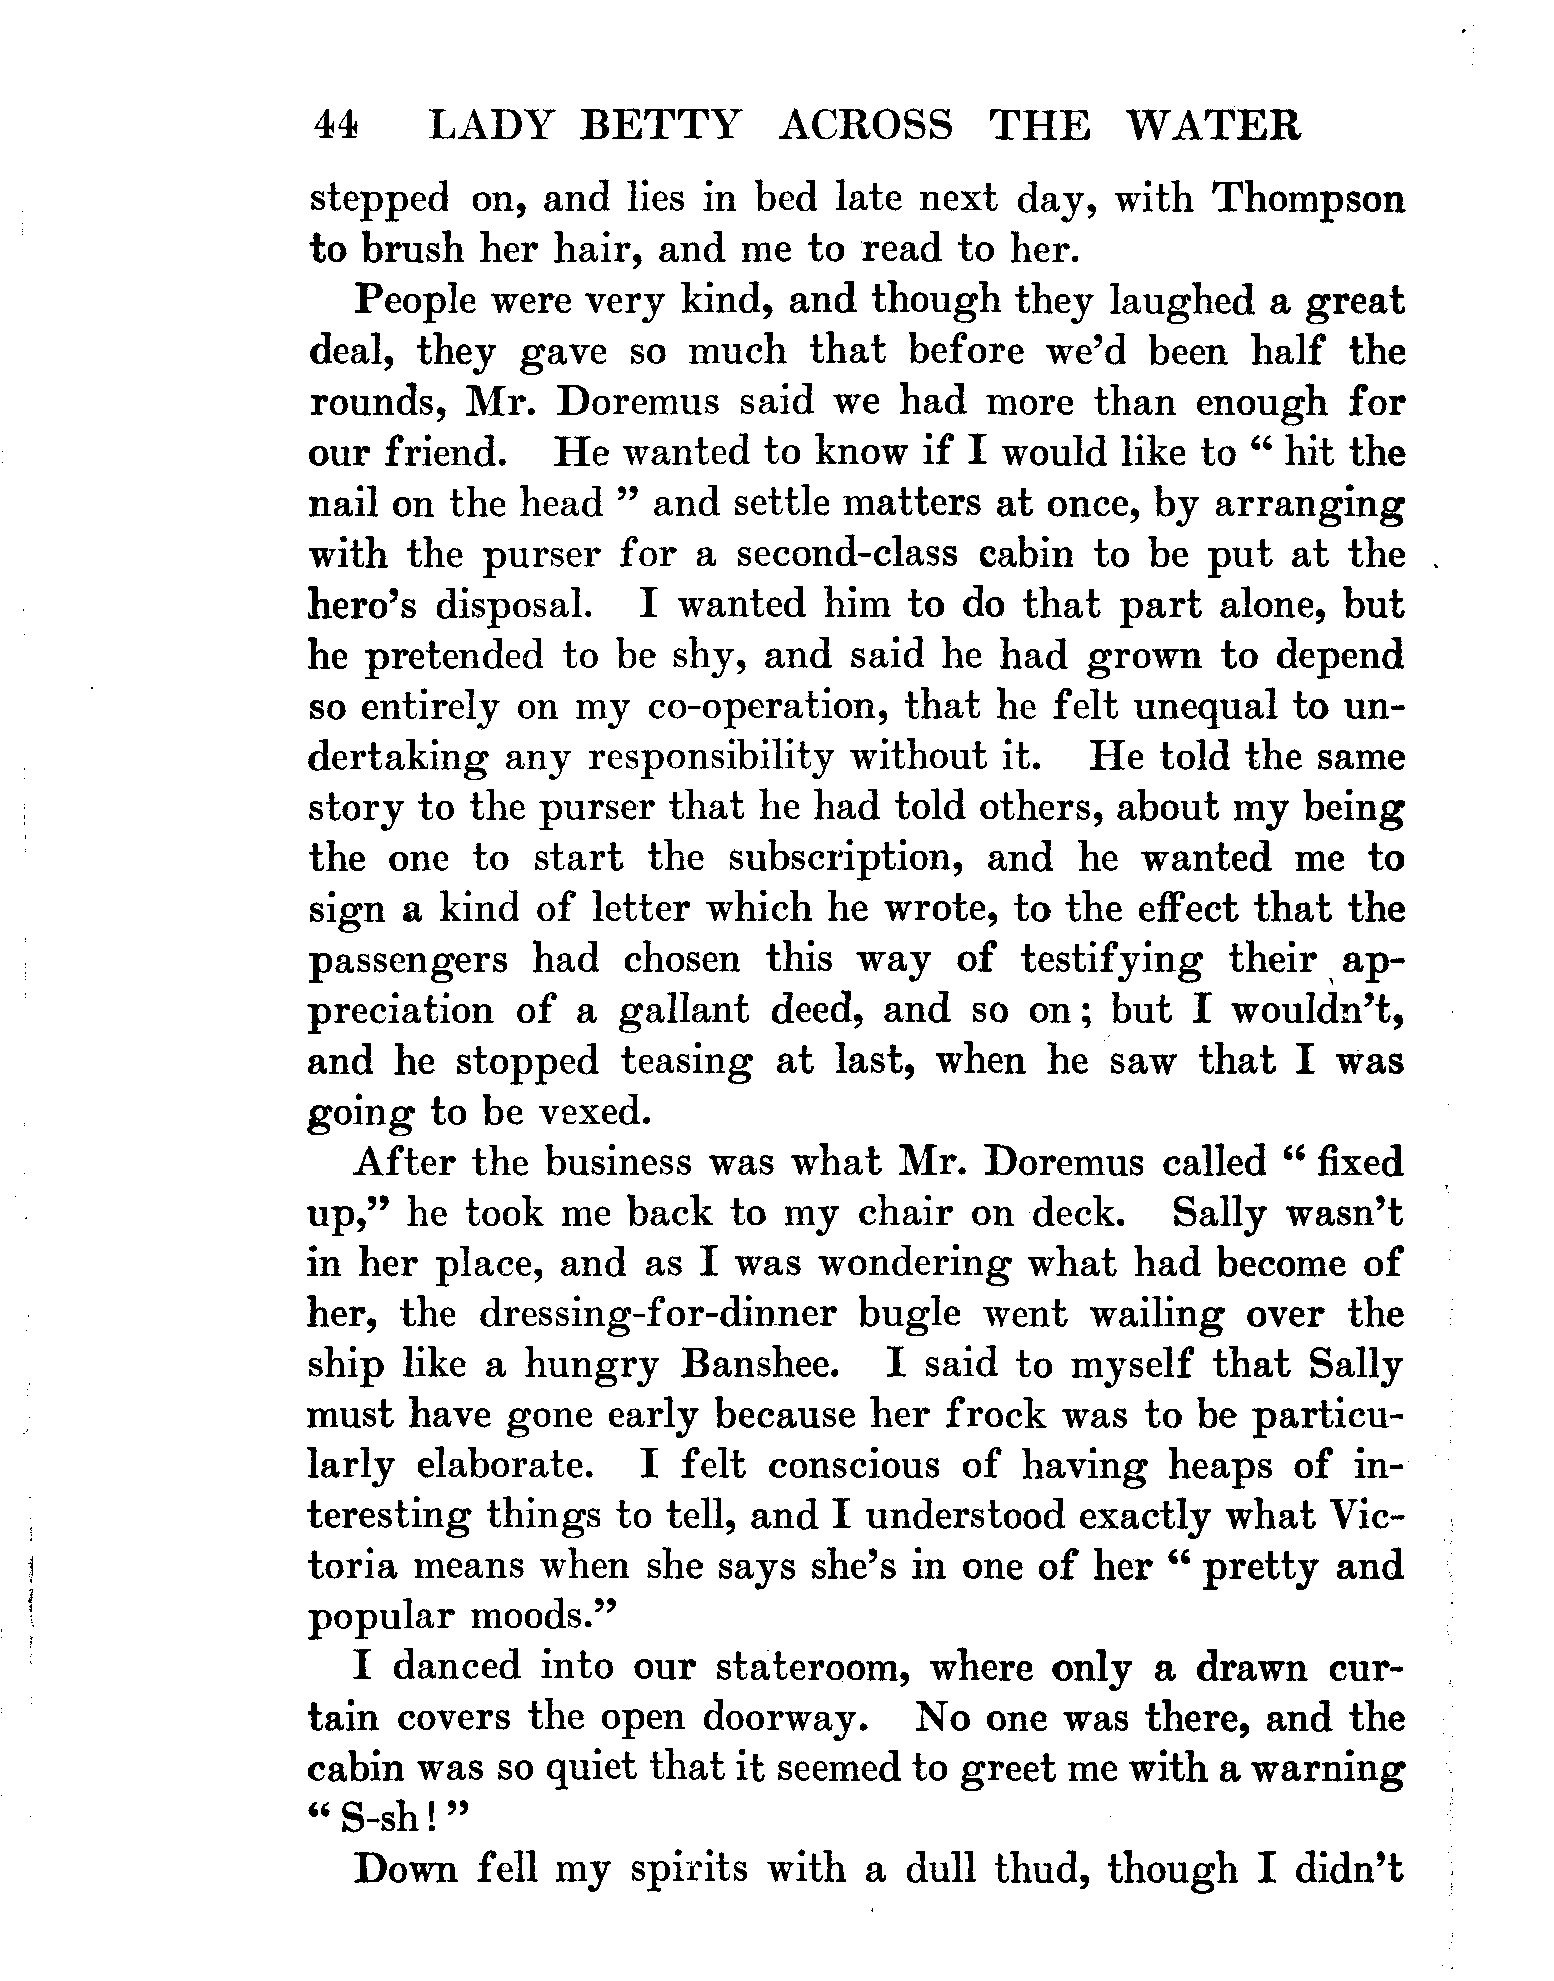 44 LADY BETTY ACROSS THE WATER
stepped on, and lies in bed late next day, with Thompson
to brush her hair, and me to read to her.
People were very kind, and though they laughed a great
deal, they gave so much that before we'd been half the
rounds, Mr. Doremus said we had more than enough for
our friend. He wanted to know if I would like to “ hit the
nail on the head ” and settle matters at once, by arranging
with the purser for a second-class cabin to be put at the
hero's disposal. I wanted him to do that part alone, but
he pretended to be shy, and said he had grown to depend
so entirely on my co-operation, that he felt unequal to un-
dertaking any responsibility without it. He told the same
story to the purser that he had told others, about my being
the one to start the subscription, and he wanted me to
sign a kind of letter which he wrote, to the effect that the
passengers had chosen this way of testifying their ap-
preciation of a gallant deed, and so on; but I wouldn't,
and he stopped teasing at last, when he saw that I was
going to be vexed.
After the business was what Mr. Doremus called “ fixed
up,” he took me back to my chair on deck. Sally wasn't
in her place, and as I was wondering what had become of
her, the dressing-for-dinner bugle went wailing over the
ship like a hungry Banshee. I said to myself that Sally
must have gone early because her frock was to be particu-
larly elaborate. I felt conscious of having heaps of in-
teresting things to tell, and I understood exactly what Vic-
toria means when she says she's in one of her “ pretty and
popular moods.”
I danced into our stateroom, where only a drawn cur-
tain covers the open doorway. No one was there, and the
cabin was so quiet that it seemed to greet me with a warning
“ S-sh! ”
Down fell my spirits with a dull thud, though I didn't